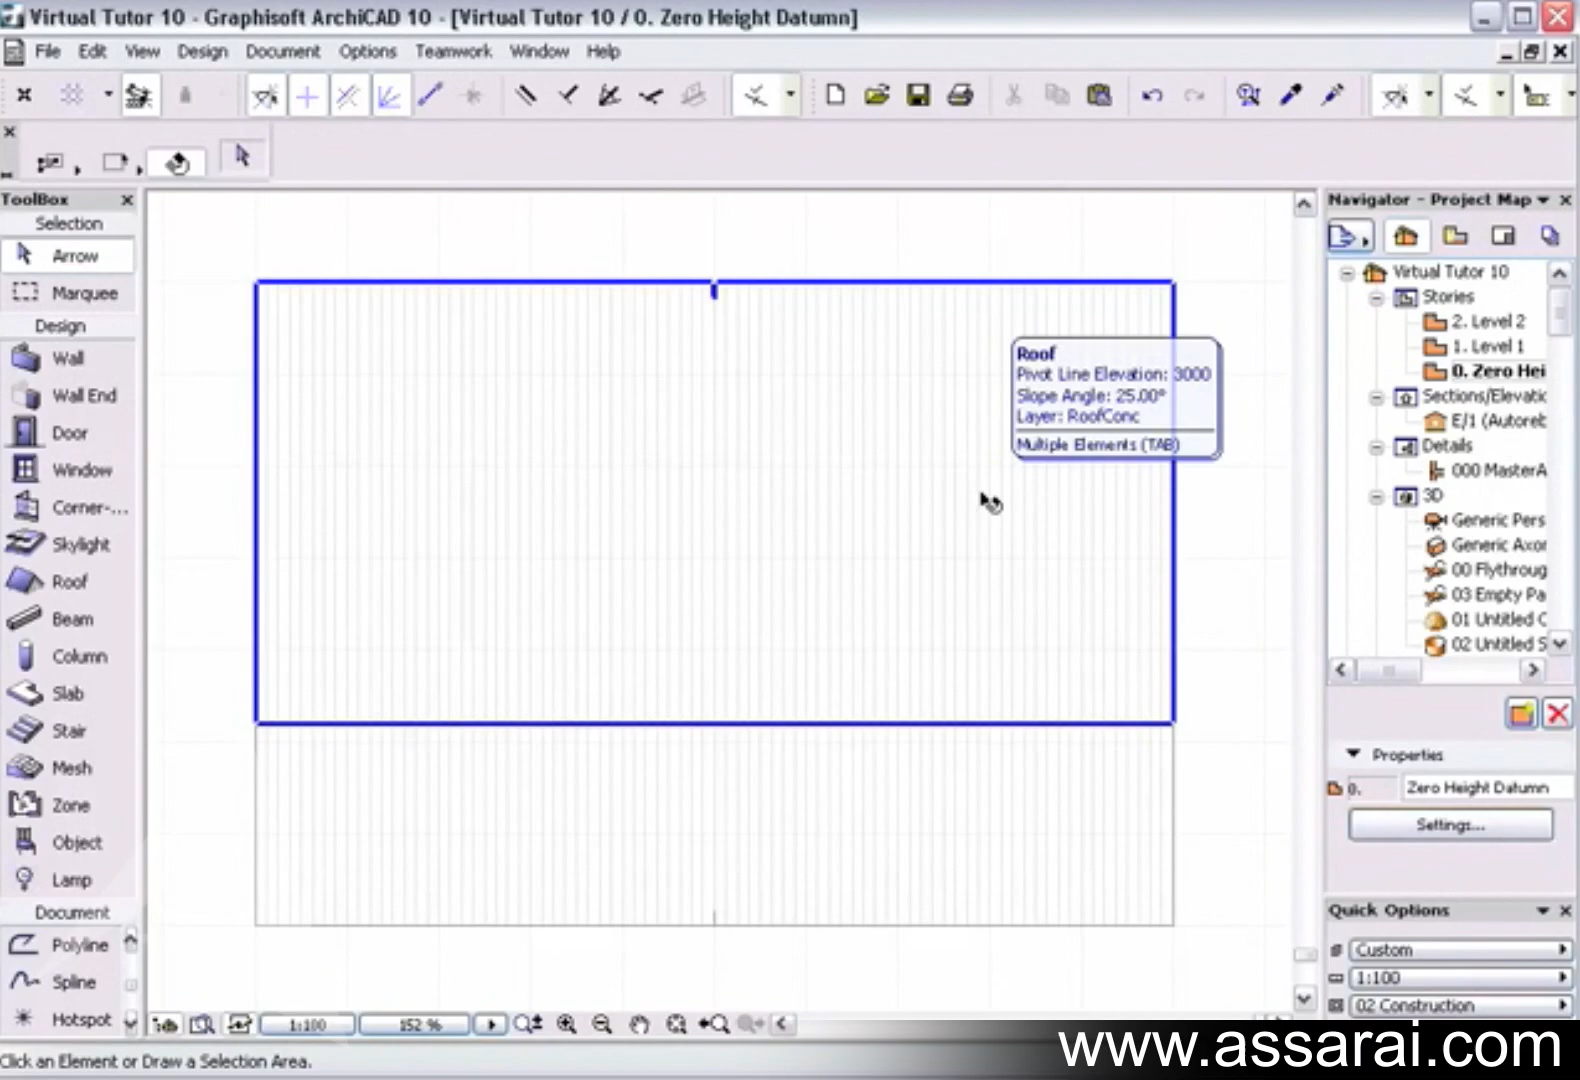 Virtual Tutor 10 - Graphisoft ArchiCAD 10 - [Virtual Tutor 10 / 0. Zero Height Datumn]
File Edit View Design Document Options Teamwork Window Help
ToolBox
Selection
Arrow
Marquee
Design
Wall
Wall End
Door
Window
Corner-...
Skylight
Roof
Beam
Column
Slab
Stair
Mesh
Zone
Object
Lamp
Document
Polyline
Spline
Hotspot
Roof
Pivot Line Elevation: 3000
Slope Angle: 25.00°
Layer: RoofConc
Multiple Elements (TAB)
1:100
152 %
Navigator - Project Map
Virtual Tutor 10
Stories
2. Level 2
1. Level 1
0. Zero Hei
Sections/Elevatic
E/1 (Autoreb
Details
000 MasterA
3D
Generic Pers
Generic Axor
00 Flythroug
03 Empty Pa
01 Untitled C
02 Untitled S
Properties
0. Zero Height Datumn
Settings...
Quick Options
Custom
1:100
02 Construction
Click an Element or Draw a Selection Area.
www.assarai.com